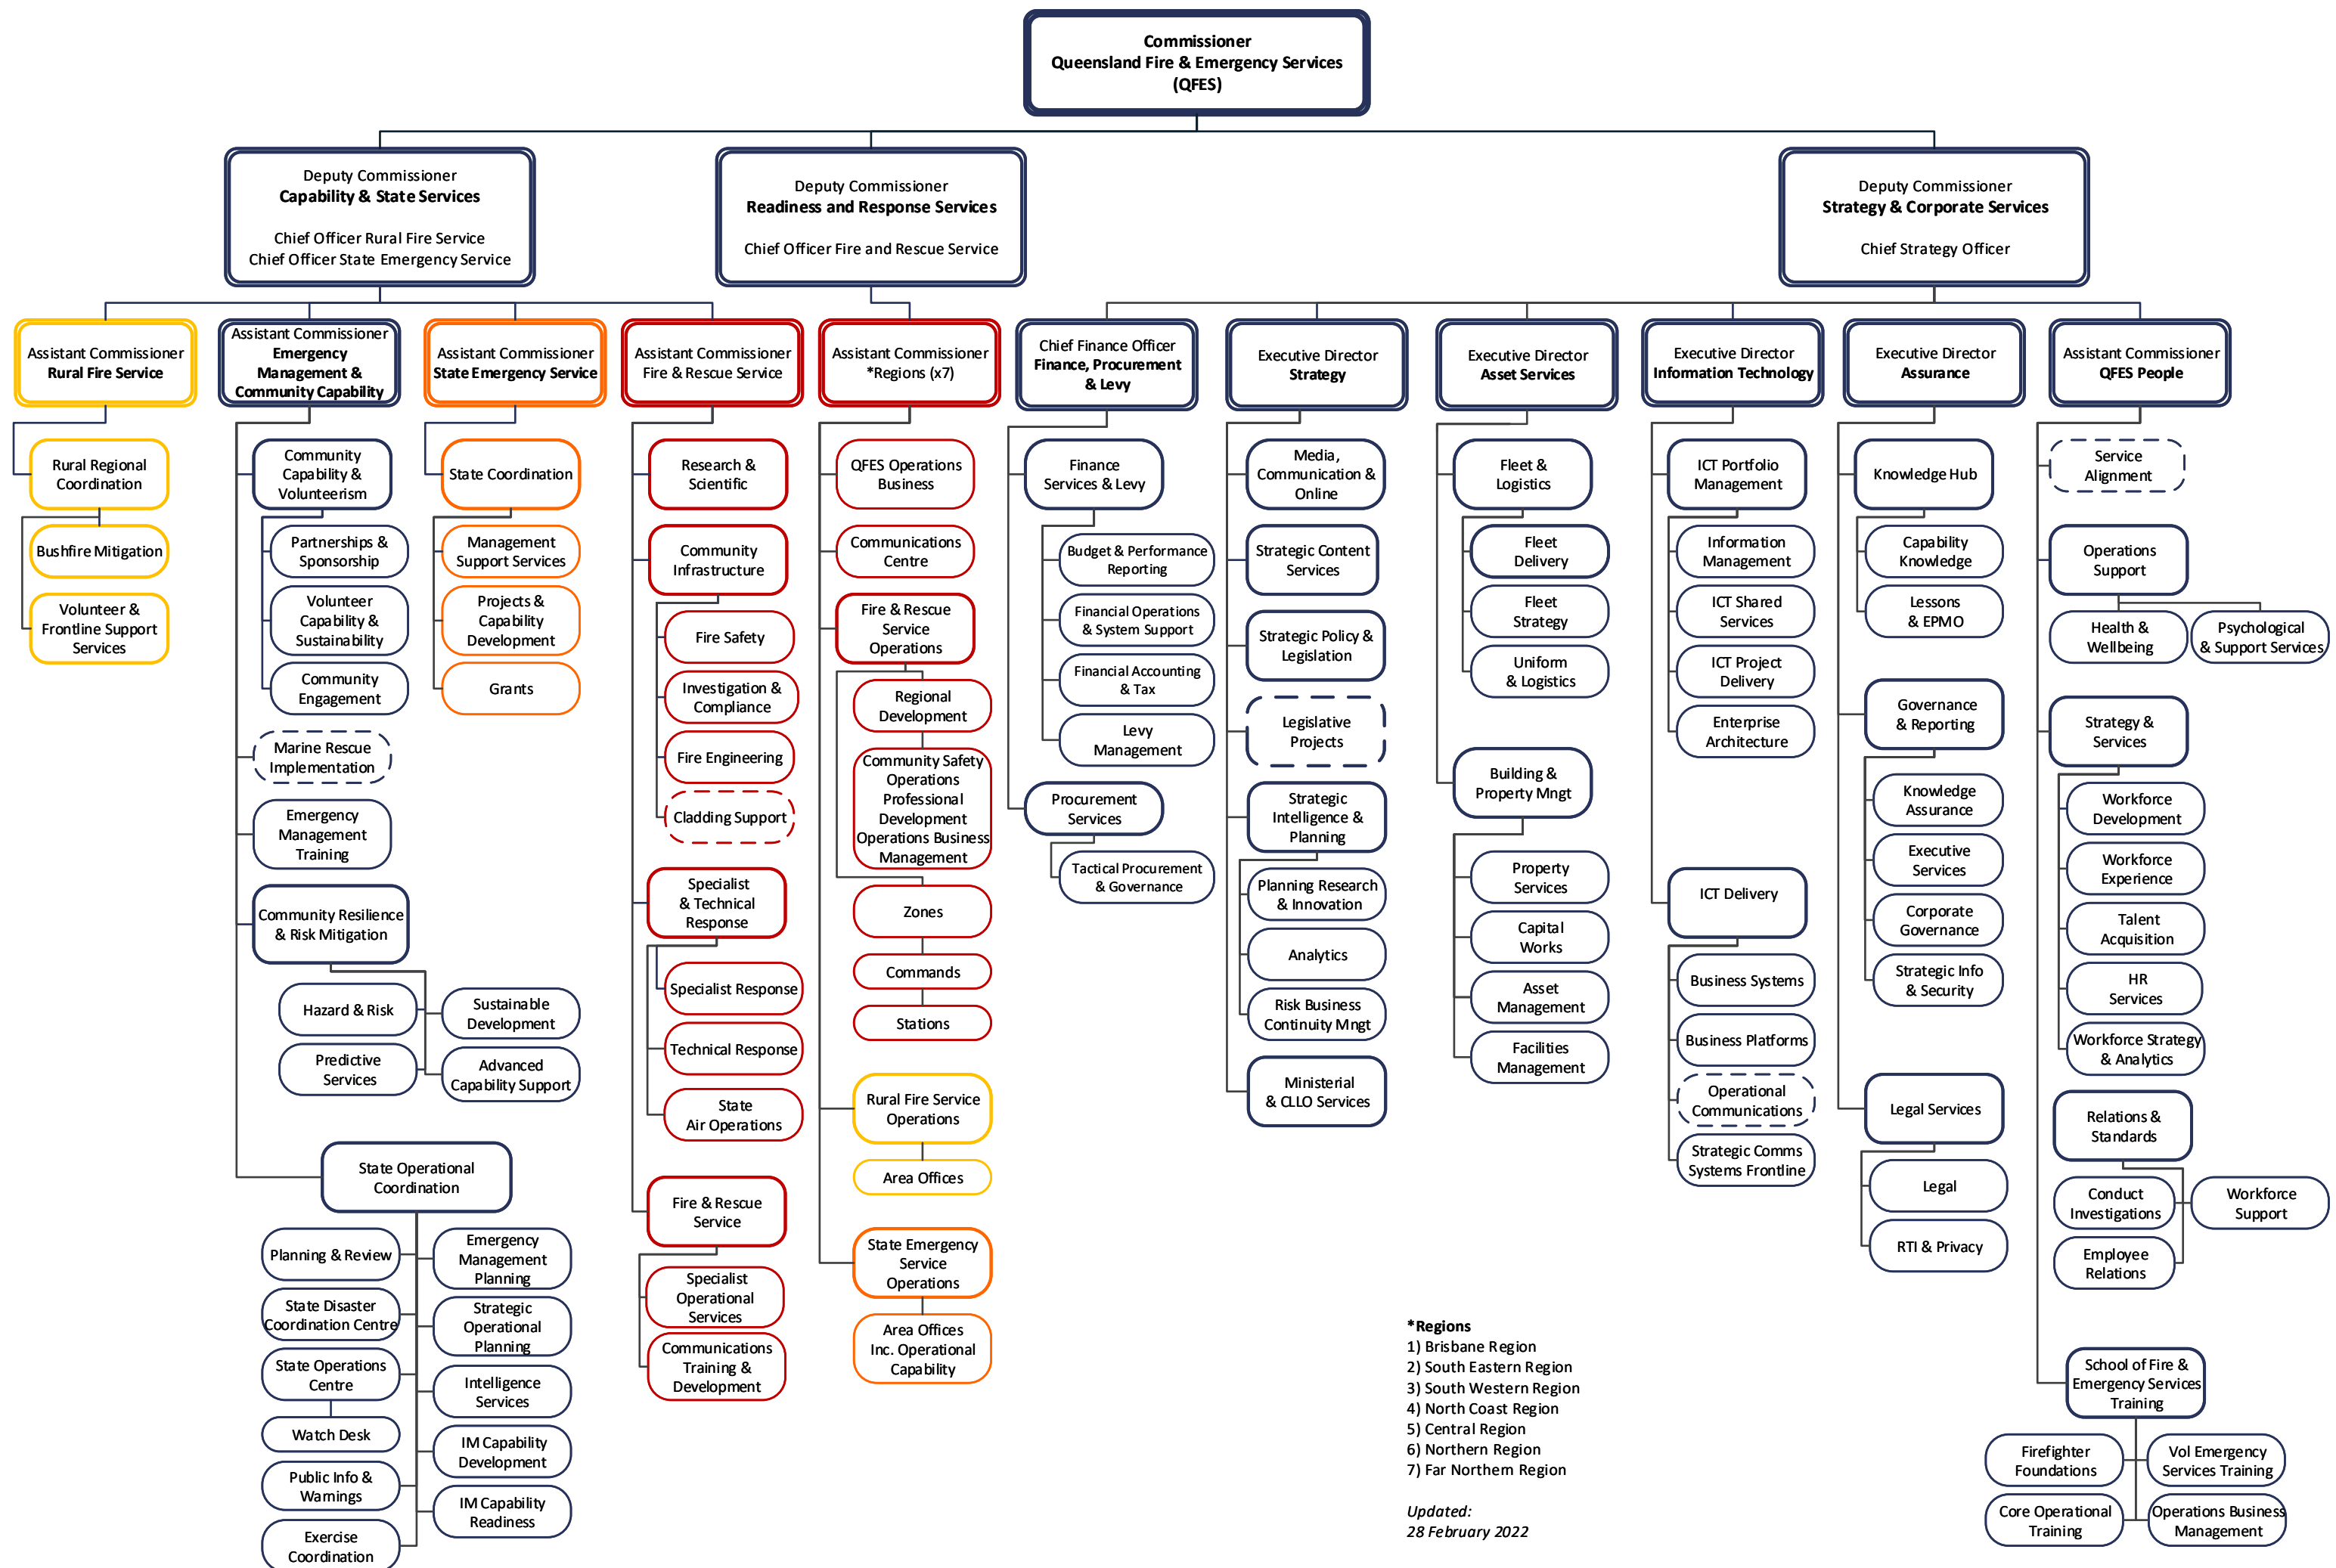 Commissioner
Queensland Fire & Emergency Services
(QFES)
Deputy Commissioner
Capability & State Services
Chief Officer Rural Fire Service
Chief Officer State Emergency Service
Deputy Commissioner
Readiness and Response Services
Chief Officer Fire and Rescue Service
Deputy Commissioner
Strategy & Corporate Services
Chief Strategy Officer
Assistant Commissioner
Rural Fire Service
Assistant Commissioner
Emergency
Management &
Community Capability
Assistant Commissioner
State Emergency Service
Assistant Commissioner
Fire & Rescue Service
Assistant Commissioner
*Regions (x7)
Chief Finance Officer
Finance, Procurement
& Levy
Executive Director
Strategy
Executive Director
Asset Services
Executive Director
Information Technology
Executive Director
Assurance
Assistant Commissioner
QFES People
Rural Regional
Coordination
Bushfire Mitigation
Volunteer &
Frontline Support
Services
Community
Capability &
Volunteerism
Partnerships &
Sponsorship
Volunteer
Capability &
Sustainability
Community
Engagement
Marine Rescue
Implementation
Emergency
Management
Training
Community Resilience
& Risk Mitigation
Hazard & Risk
Sustainable
Development
Predictive
Services
Advanced
Capability Support
State Operational
Coordination
Planning & Review
Emergency
Management
Planning
State Disaster
Coordination Centre
Strategic
Operational
Planning
State Operations
Centre
Intelligence
Services
Watch Desk
IM Capability
Development
Public Info &
Warnings
IM Capability
Readiness
Exercise
Coordination
State Coordination
Management
Support Services
Projects &
Capability
Development
Grants
Research &
Scientific
Community
Infrastructure
Fire Safety
Investigation &
Compliance
Fire Engineering
Cladding Support
Specialist
& Technical
Response
Specialist Response
Technical Response
State
Air Operations
Fire & Rescue
Service
Specialist
Operational
Services
Communications
Training &
Development
QFES Operations
Business
Communications
Centre
Fire & Rescue
Service
Operations
Regional
Development
Community Safety
Operations
Professional
Development
Operations Business
Management
Zones
Commands
Stations
Rural Fire Service
Operations
Area Offices
State Emergency
Service
Operations
Area Offices
Inc. Operational
Capability
Finance
Services & Levy
Budget & Performance
Reporting
Financial Operations
& System Support
Financial Accounting
& Tax
Levy
Management
Procurement
Services
Tactical Procurement
& Governance
Media,
Communication &
Online
Strategic Content
Services
Strategic Policy &
Legislation
Legislative
Projects
Strategic
Intelligence &
Planning
Planning Research
& Innovation
Analytics
Risk Business
Continuity Mngt
Ministerial
& CLLO Services
Fleet &
Logistics
Fleet
Delivery
Fleet
Strategy
Uniform
& Logistics
Building &
Property Mngt
Property
Services
Capital
Works
Asset
Management
Facilities
Management
ICT Portfolio
Management
Information
Management
ICT Shared
Services
ICT Project
Delivery
Enterprise
Architecture
ICT Delivery
Business Systems
Business Platforms
Operational
Communications
Strategic Comms
Systems Frontline
Knowledge Hub
Capability
Knowledge
Lessons
& EPMO
Governance
& Reporting
Knowledge
Assurance
Executive
Services
Corporate
Governance
Strategic Info
& Security
Legal Services
Legal
RTI & Privacy
Service
Alignment
Operations
Support
Health &
Wellbeing
Psychological
& Support Services
Strategy &
Services
Workforce
Development
Workforce
Experience
Talent
Acquisition
HR
Services
Workforce Strategy
& Analytics
Relations &
Standards
Conduct
Investigations
Workforce
Support
Employee
Relations
School of Fire &
Emergency Services
Training
Firefighter
Foundations
Vol Emergency
Services Training
Core Operational
Training
Operations Business
Management
*Regions
1) Brisbane Region
2) South Eastern Region
3) South Western Region
4) North Coast Region
5) Central Region
6) Northern Region
7) Far Northern Region
Updated:
28 February 2022